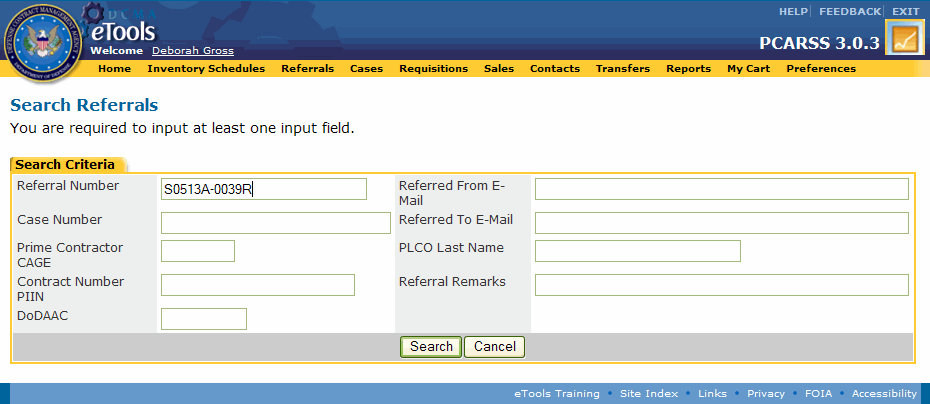 HELP FEEDBACK EXIT
eTools
Welcome Deborah Gross
PCARSS 3.0.3
Home Inventory Schedules Referrals Cases Requisitions Sales Contacts Transfers Reports My Cart Preferences
Search Referrals
You are required to input at least one input field.
Search Criteria
Referral Number S0513A-0039R Referred From E-
Mail
Case Number Referred To E-Mail
Prime Contractor PLCO Last Name
CAGE
Contract Number Referral Remarks
PIIN
DoDAAC
Search Cancel
eTools Training • Site Index • Links • Privacy • FOIA • Accessibility